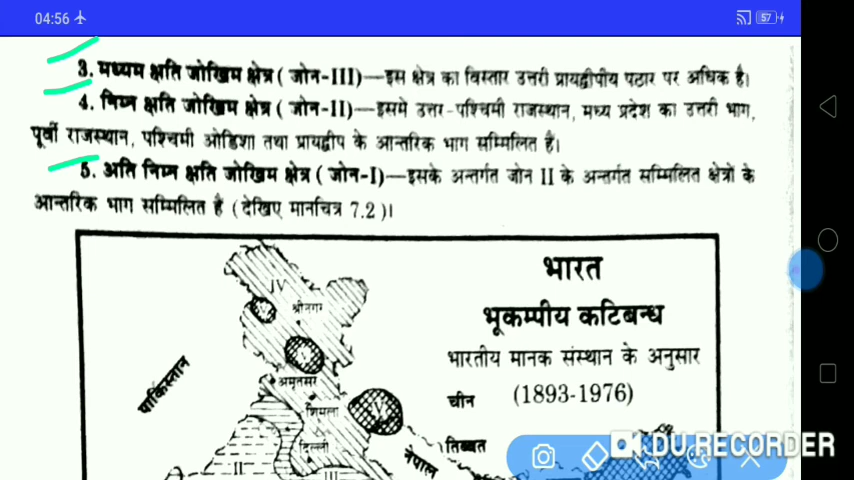 04:56
57
3. मध्यम क्षति जोखिम क्षेत्र ( जोन-III )—इस क्षेत्र का विस्तार उत्तरी प्रायद्वीपीय पठार पर अधिक है।
4. निम्न क्षति जोखिम क्षेत्र ( जोन-II )—इसमे उत्तर-पश्चिमी राजस्थान, मध्य प्रदेश का उत्तरी भाग,
पूर्वी राजस्थान, पश्चिमी ओडिशा तथा प्रायद्वीप के आन्तरिक भाग सम्मिलित हैं।
5. अति निम्न क्षति जोखिम क्षेत्र ( जोन-I )—इसके अन्तर्गत जोन II के अन्तर्गत सम्मिलित क्षेत्रों के
आन्तरिक भाग सम्मिलित है (देखिए मानचित्र 7.2)।
भारत
भूकम्पीय कटिबन्ध
भारतीय मानक संस्थान के अनुसार
(1893-1976)
IV
श्रीनगर
V
अमृतसर
पाकिस्तान
शिमला
V
चीन
तिब्बत
दिल्ली
नेपाल
II
III
DU RECORDER